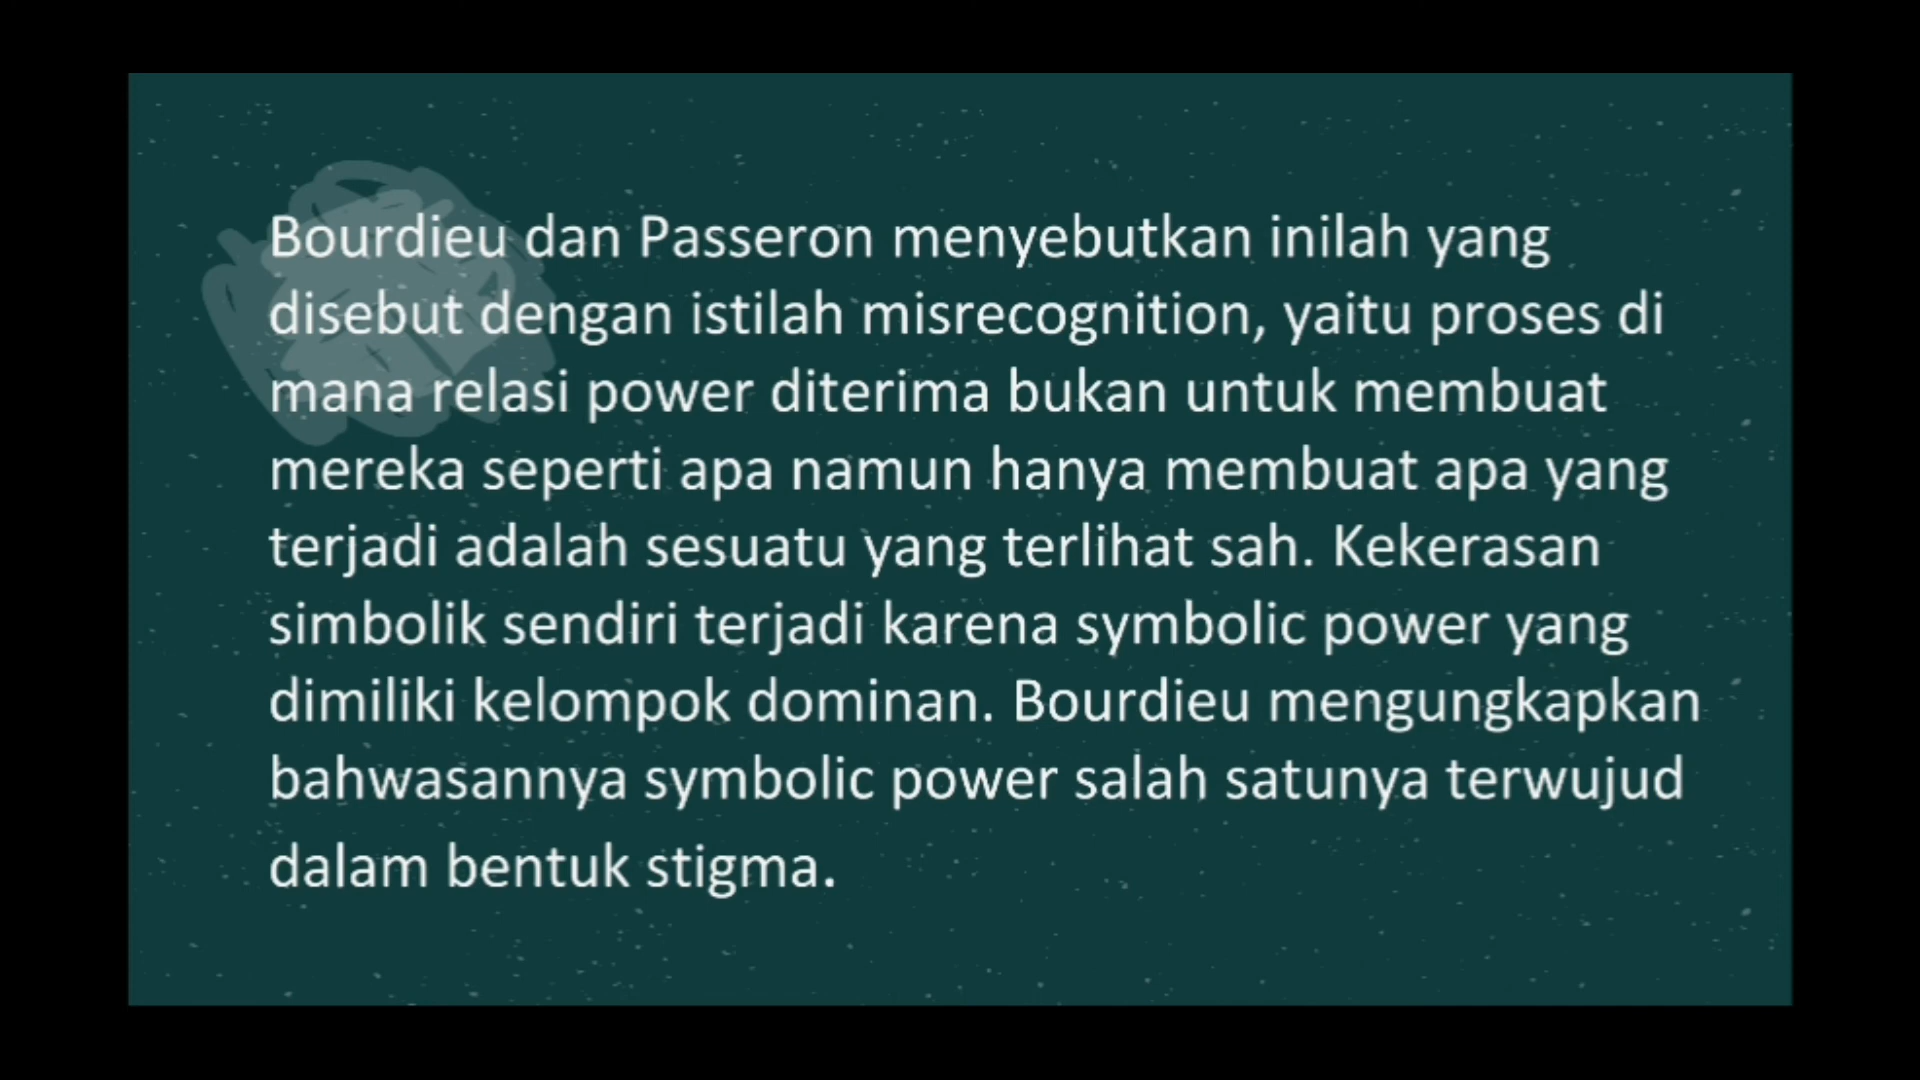 Bourdieu dan Passeron menyebutkan inilah yang
disebut dengan istilah misrecognition, yaitu proses di
mana relasi power diterima bukan untuk membuat
mereka seperti apa namun hanya membuat apa yang
terjadi adalah sesuatu yang terlihat sah. Kekerasan
simbolik sendiri terjadi karena symbolic power yang
dimiliki kelompok dominan. Bourdieu mengungkapkan
bahwasannya symbolic power salah satunya terwujud
dalam bentuk stigma.